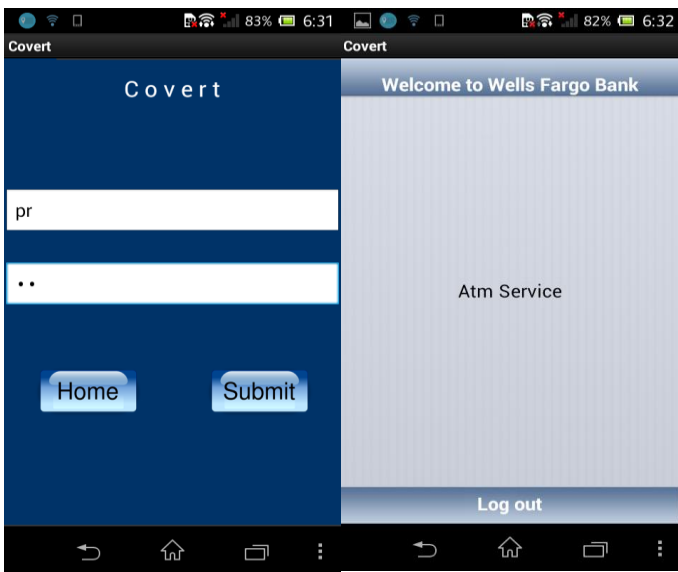 83% 6:31
Covert
Covert
pr
Home Submit
82% 6:32
Covert
Welcome to Wells Fargo Bank
Atm Service
Log out